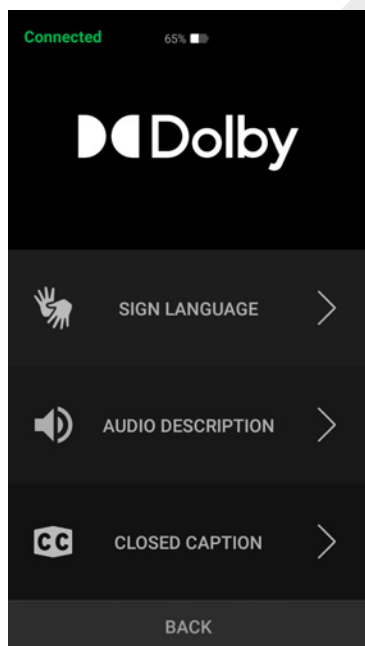 Connected 65%
Dolby
SIGN LANGUAGE
AUDIO DESCRIPTION
CC CLOSED CAPTION
BACK